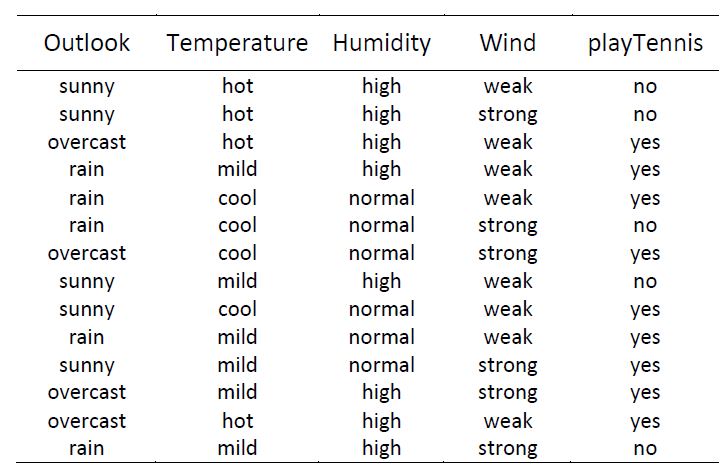 Outlook Temperature Humidity Wind playTennis
sunny hot high weak no
sunny hot high strong no
overcast hot high weak yes
rain mild high weak yes
rain cool normal weak yes
rain cool normal strong no
overcast cool normal strong yes
sunny mild high weak no
sunny cool normal weak yes
rain mild normal weak yes
sunny mild normal strong yes
overcast mild high strong yes
overcast hot high weak yes
rain mild high strong no